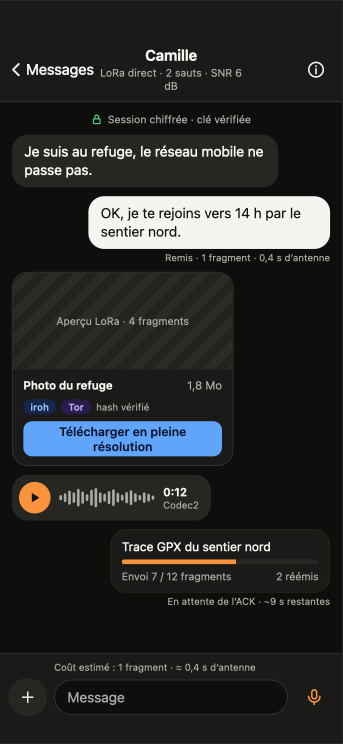 Camille
Messages
LoRa direct · 2 sauts · SNR 6
dB
Session chiffrée · clé vérifiée
Je suis au refuge, le réseau mobile ne
passe pas.
OK, je te rejoins vers 14 h par le
sentier nord.
Remis · 1 fragment · 0,4 s d’antenne
Aperçu LoRa · 4 fragments
Photo du refuge 1,8 Mo
iroh Tor hash vérifié
Télécharger en pleine
résolution
0:12
Codec2
Trace GPX du sentier nord
Envoi 7 / 12 fragments 2 réémis
En attente de l’ACK · ~9 s restantes
Coût estimé : 1 fragment · ≈ 0,4 s d’antenne
Message